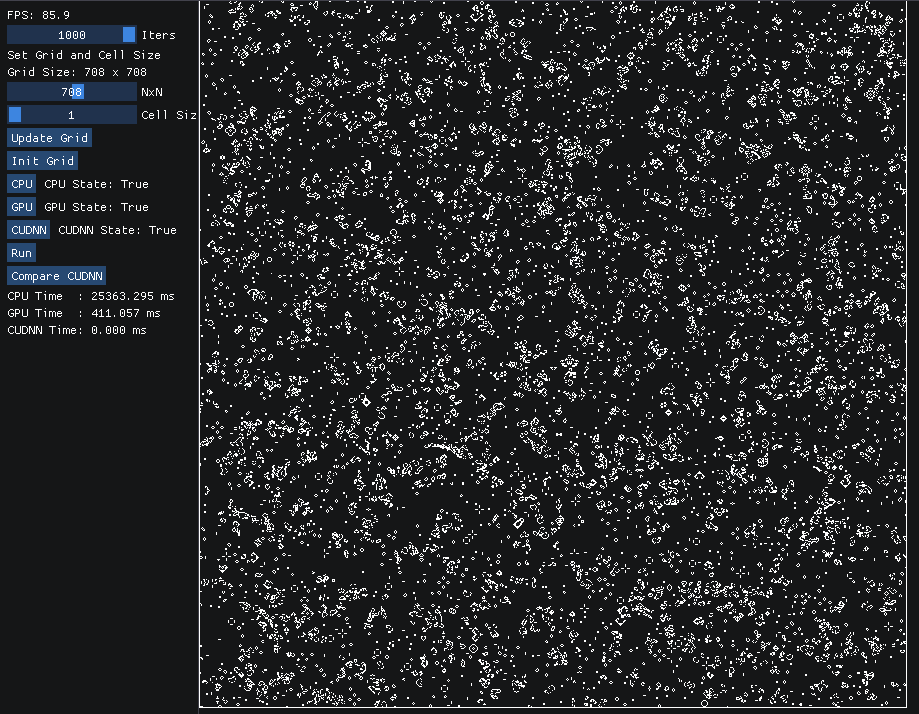 FPS: 85.9
1000 Iters
Set Grid and Cell Size
Grid Size: 708 x 708
708 NxN
1 Cell Siz
Update Grid
Init Grid
CPU CPU State: True
GPU GPU State: True
CUDNN CUDNN State: True
Run
Compare CUDNN
CPU Time : 25363.295 ms
GPU Time : 411.057 ms
CUDNN Time: 0.000 ms